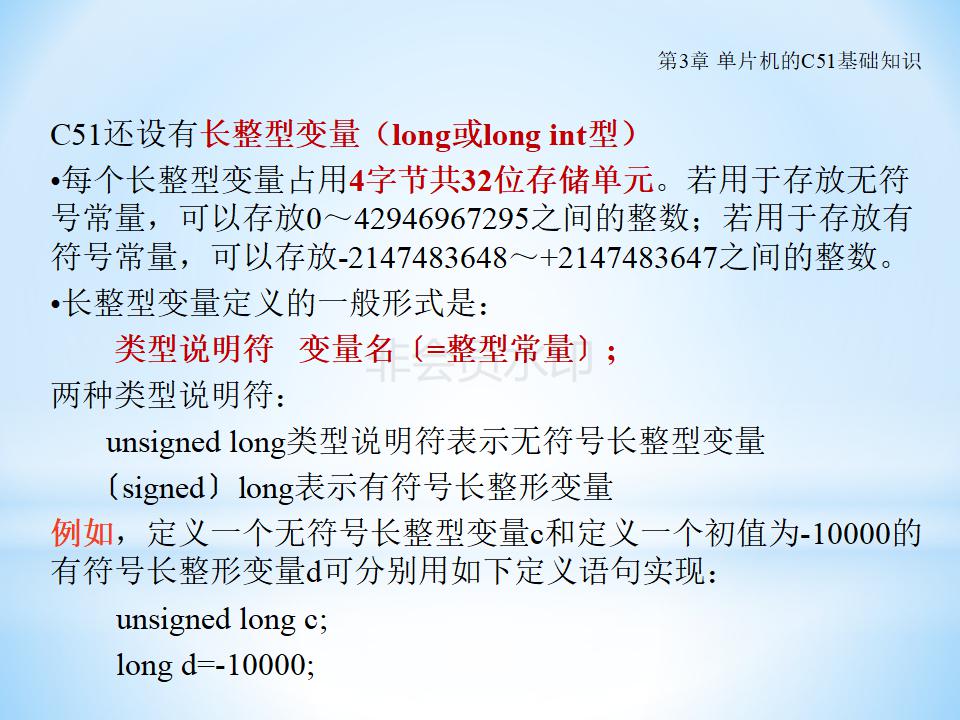 第3章 单片机的C51基础知识
C51还设有长整型变量（long或long int型）
•每个长整型变量占用4字节共32位存储单元。若用于存放无符
号常量，可以存放0～42946967295之间的整数；若用于存放有
符号常量，可以存放-2147483648～+2147483647之间的整数。
•长整型变量定义的一般形式是：
类型说明符 变量名〔=整型常量〕；
非会员水印
两种类型说明符：
unsigned long类型说明符表示无符号长整型变量
〔signed〕long表示有符号长整形变量
例如，定义一个无符号长整型变量c和定义一个初值为-10000的
有符号长整形变量d可分别用如下定义语句实现：
unsigned long c;
long d=-10000;